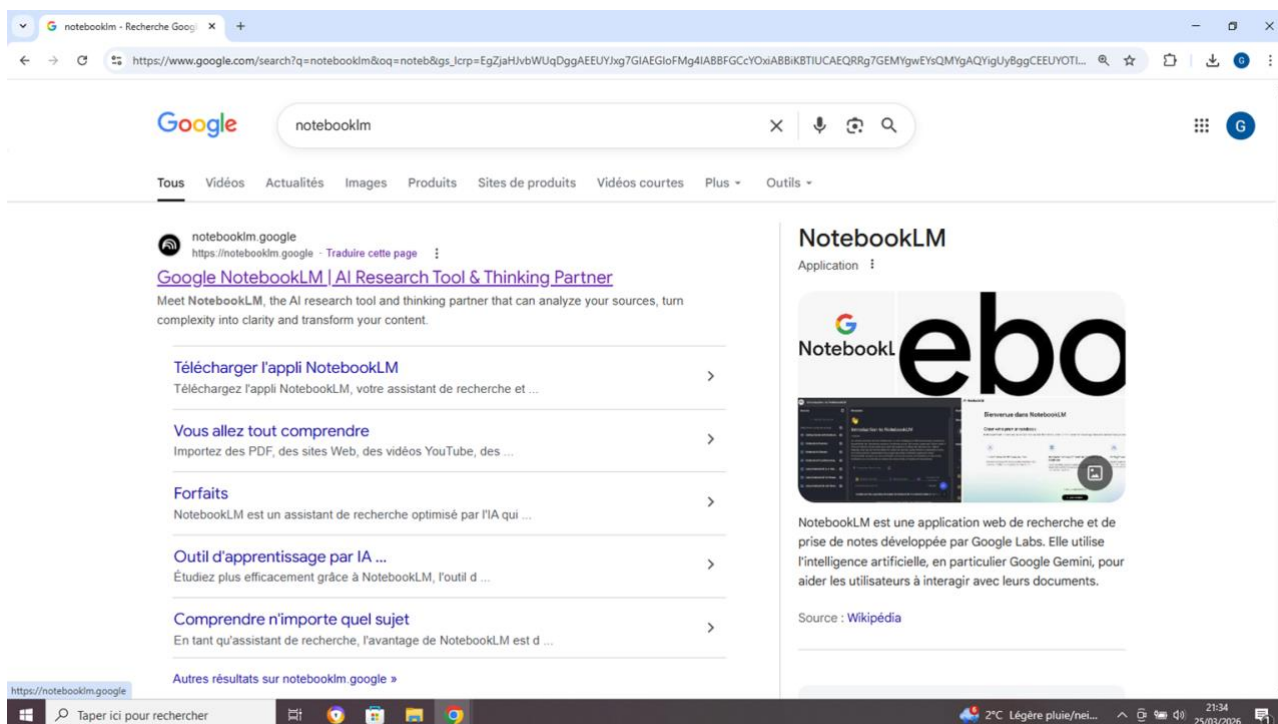 notebooklm - Recherche Goog
https://www.google.com/search?q=notebooklm&oq=noteb&gs_lcrp=EgZjaHJvbWUqDggAEEUYJxg7GIAEGIoFMg4IABBFGCcYOxiABBiKBTIUCAEQRRg7GEMYgwEYsQMYgAQYigUyBggCEEUYOTI...
Google
notebooklm
G
Tous Vidéos Actualités Images Produits Sites de produits Vidéos courtes Plus Outils
notebooklm.google
https://notebooklm.google · Traduire cette page
Google NotebookLM | AI Research Tool & Thinking Partner
Meet NotebookLM, the AI research tool and thinking partner that can analyze your sources, turn
complexity into clarity and transform your content.
Télécharger l'appli NotebookLM
Téléchargez l'appli NotebookLM, votre assistant de recherche et ...
Vous allez tout comprendre
Importez des PDF, des sites Web, des vidéos YouTube, des ...
Forfaits
NotebookLM est un assistant de recherche optimisé par l'IA qui ...
Outil d'apprentissage par IA ...
Étudiez plus efficacement grâce à NotebookLM, l'outil d ...
Comprendre n'importe quel sujet
En tant qu'assistant de recherche, l'avantage de NotebookLM est d ...
Autres résultats sur notebooklm.google »
NotebookLM
Application
NotebookL
ebo
Introduction to NotebookLM
Bienvenue dans NotebookLM
NotebookLM est une application web de recherche et de
prise de notes développée par Google Labs. Elle utilise
l'intelligence artificielle, en particulier Google Gemini, pour
aider les utilisateurs à interagir avec leurs documents.
Source : Wikipédia
https://notebooklm.google
Taper ici pour rechercher
2°C Légère pluie/nei...
21:34
25/03/2026